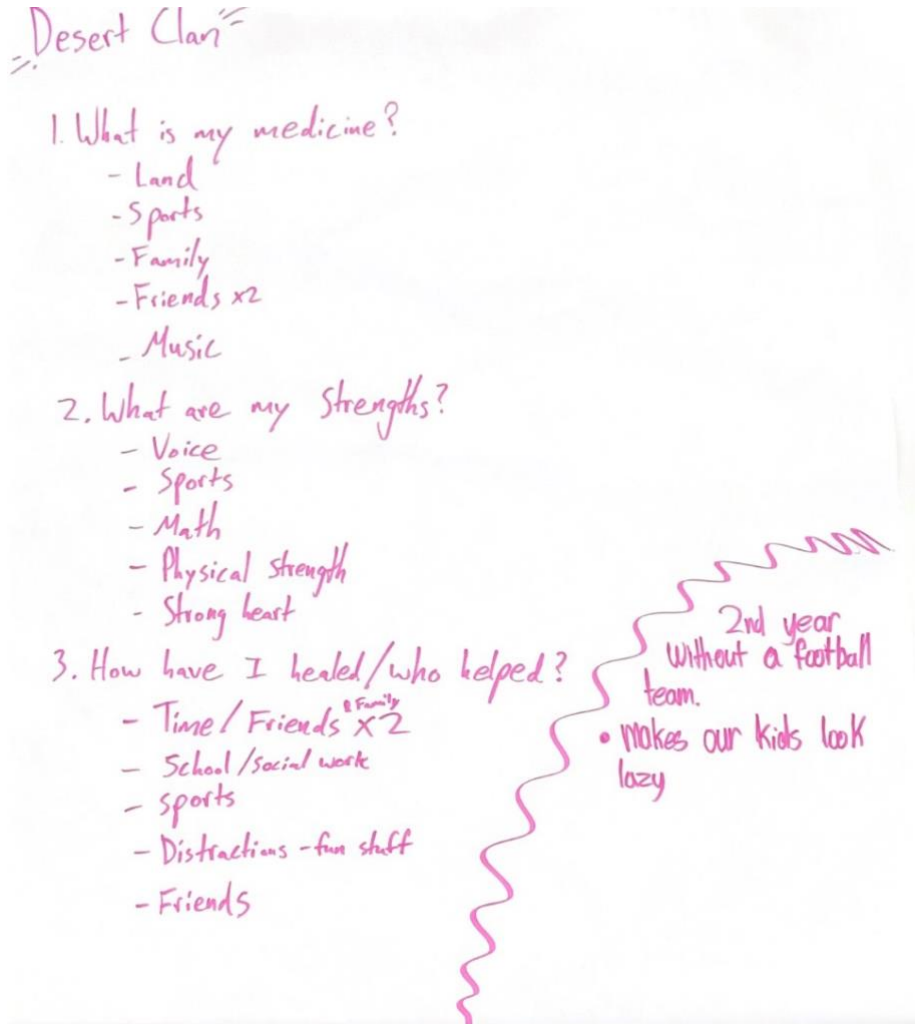 Desert Clan
1. What is my medicine?
- Land
- Sports
- Family
- Friends x2
- Music
2. What are my strengths?
- Voice
- Sports
- Math
- Physical strength
- Strong heart
3. How have I healed/who helped?
- Time / Friends & Family x2
- School/social work
- sports
- Distractions - fun stuff
- Friends
2nd year
without a football
team.
• makes our kids look
lazy